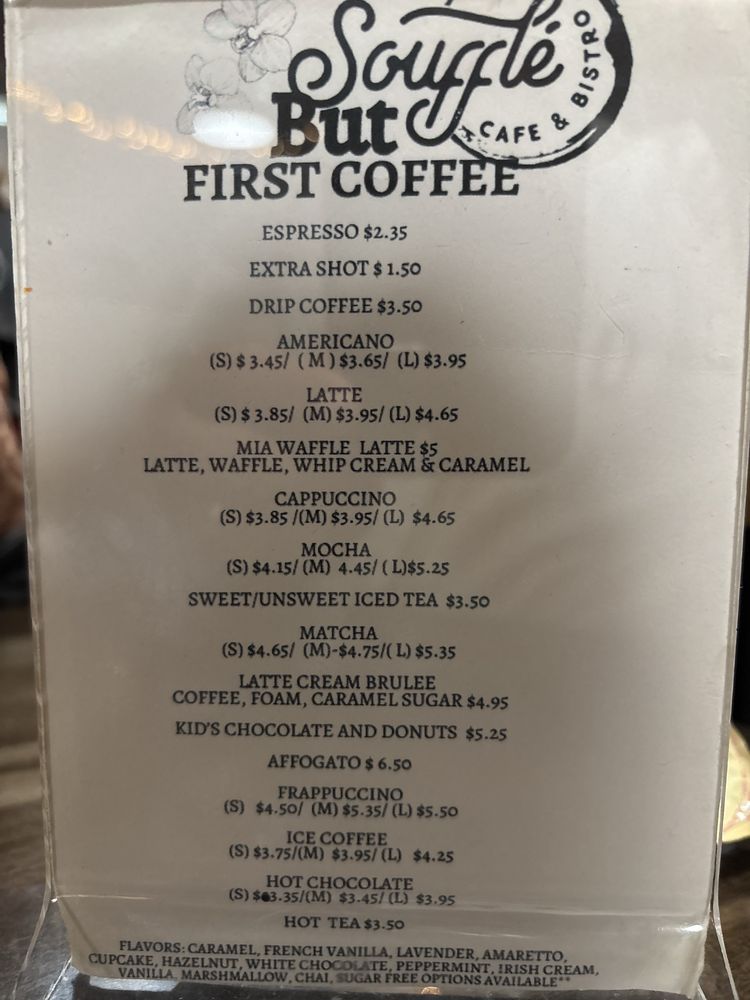 Soufflé
CAFE & BISTRO
But
FIRST COFFEE
ESPRESSO $2.35
EXTRA SHOT $ 1.50
DRIP COFFEE $3.50
AMERICANO
(S) $ 3.45/ ( M ) $3.65/ (L) $3.95
LATTE
(S) $ 3.85/ (M) $3.95/ (L) $4.65
MIA WAFFLE LATTE $5
LATTE, WAFFLE, WHIP CREAM & CARAMEL
CAPPUCCINO
(S) $3.85 /(M) $3.95/ (L) $4.65
MOCHA
(S) $4.15/ (M) 4.45/ ( L)$5.25
SWEET/UNSWEET ICED TEA $3.50
MATCHA
(S) $4.65/ (M)-$4.75/( L) $5.35
LATTE CREAM BRULEE
COFFEE, FOAM, CARAMEL SUGAR $4.95
KID'S CHOCOLATE AND DONUTS $5.25
AFFOGATO $ 6.50
FRAPPUCCINO
(S) $4.50/ (M) $5.35/ (L) $5.50
ICE COFFEE
(S) $3.75/(M) $3.95/ (L) $4.25
HOT CHOCOLATE
(S) $3.35/(M) $3.45/ (L) $3.95
HOT TEA $3.50
FLAVORS: CARAMEL, FRENCH VANILLA, LAVENDER, AMARETTO,
CUPCAKE, HAZELNUT, WHITE CHOCOLATE, PEPPERMINT, IRISH CREAM,
VANILLA, MARSHMALLOW, CHAI, SUGAR FREE OPTIONS AVAILABLE**